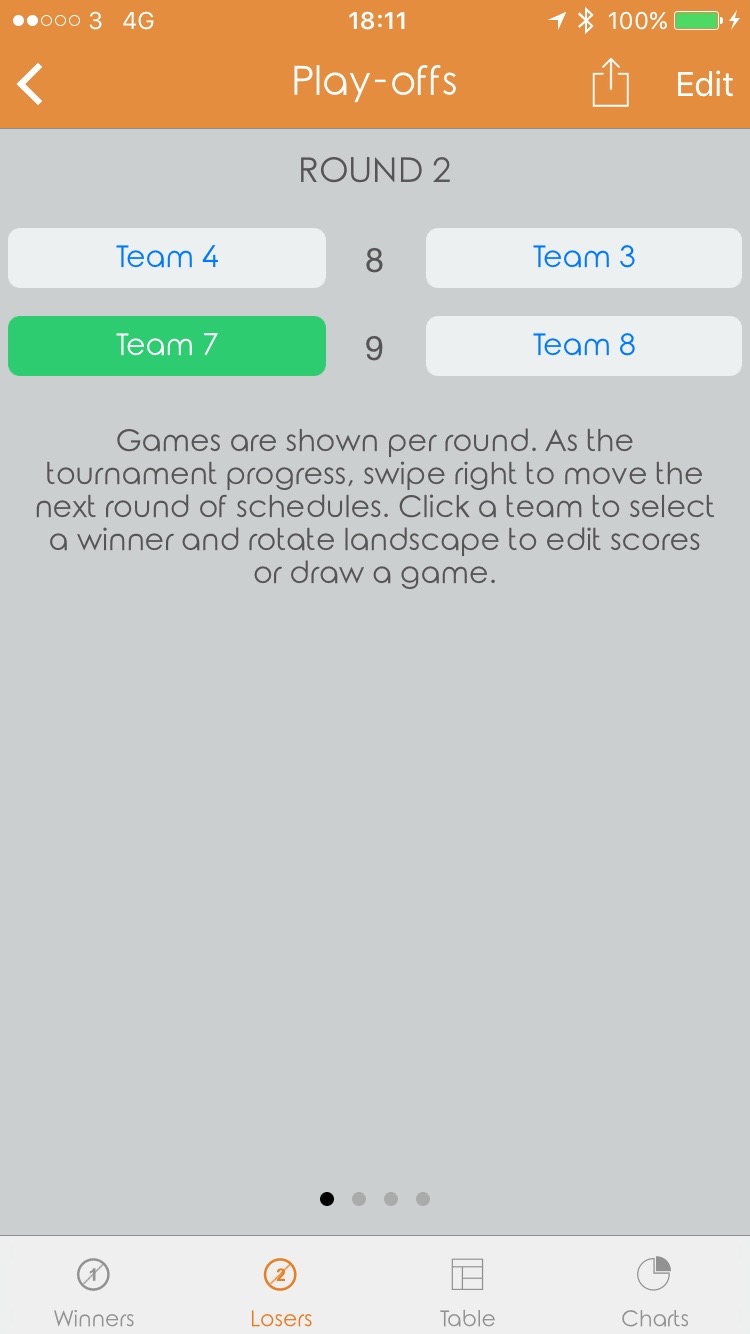 3 4G 18:11 100%
Play-offs Edit
ROUND 2
Team 4 8 Team 3
Team 7 9 Team 8
Games are shown per round. As the
tournament progress, swipe right to move the
next round of schedules. Click a team to select
a winner and rotate landscape to edit scores
or draw a game.
1 2
Winners Losers Table Charts